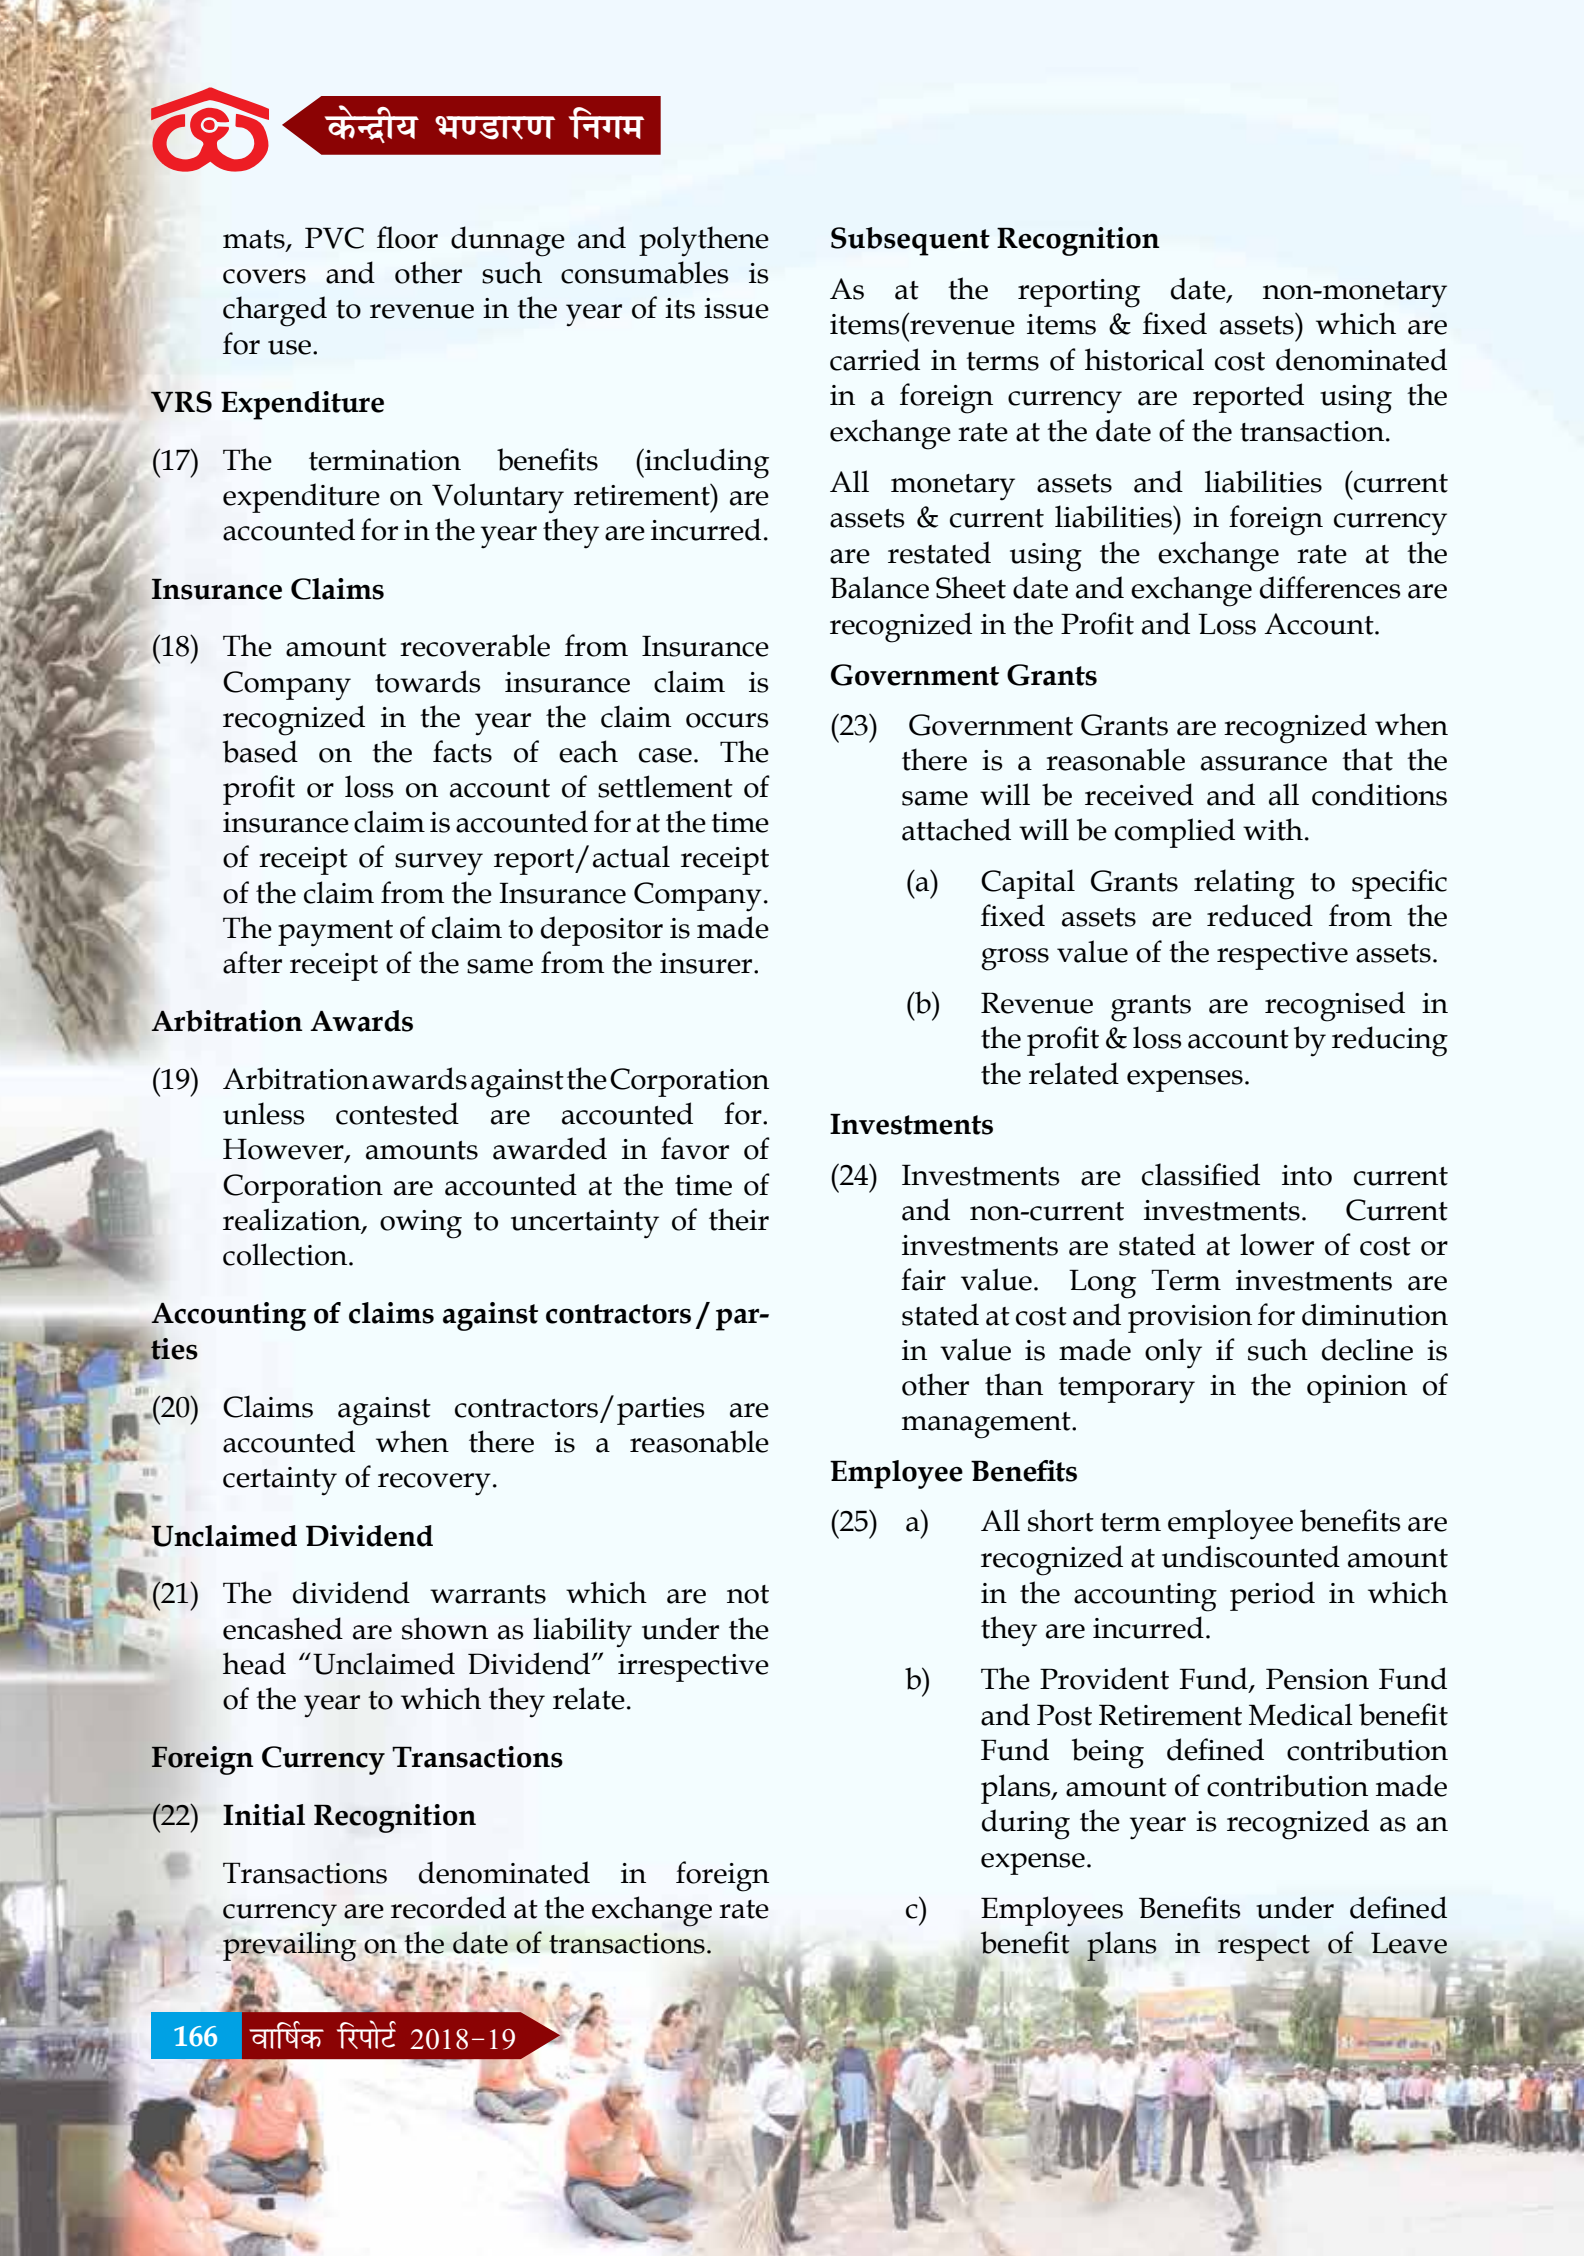 केन्द्रीय भण्डारण निगम
mats, PVC floor dunnage and polythene
covers and other such consumables is
charged to revenue in the year of its issue
for use.
VRS Expenditure
(17) The termination benefits (including
expenditure on Voluntary retirement) are
accounted for in the year they are incurred.
Insurance Claims
(18) The amount recoverable from Insurance
Company towards insurance claim is
recognized in the year the claim occurs
based on the facts of each case. The
profit or loss on account of settlement of
insurance claim is accounted for at the time
of receipt of survey report/actual receipt
of the claim from the Insurance Company.
The payment of claim to depositor is made
after receipt of the same from the insurer.
Arbitration Awards
(19) Arbitration awards against the Corporation
unless contested are accounted for.
However, amounts awarded in favor of
Corporation are accounted at the time of
realization, owing to uncertainty of their
collection.
Accounting of claims against contractors / par-
ties
(20) Claims against contractors/parties are
accounted when there is a reasonable
certainty of recovery.
Unclaimed Dividend
(21) The dividend warrants which are not
encashed are shown as liability under the
head “Unclaimed Dividend” irrespective
of the year to which they relate.
Foreign Currency Transactions
(22) Initial Recognition
Transactions denominated in foreign
currency are recorded at the exchange rate
prevailing on the date of transactions.
Subsequent Recognition
As at the reporting date, non-monetary
items(revenue items & fixed assets) which are
carried in terms of historical cost denominated
in a foreign currency are reported using the
exchange rate at the date of the transaction.
All monetary assets and liabilities (current
assets & current liabilities) in foreign currency
are restated using the exchange rate at the
Balance Sheet date and exchange differences are
recognized in the Profit and Loss Account.
Government Grants
(23) Government Grants are recognized when
there is a reasonable assurance that the
same will be received and all conditions
attached will be complied with.
(a) Capital Grants relating to specific
fixed assets are reduced from the
gross value of the respective assets.
(b) Revenue grants are recognised in
the profit & loss account by reducing
the related expenses.
Investments
(24) Investments are classified into current
and non-current investments. Current
investments are stated at lower of cost or
fair value. Long Term investments are
stated at cost and provision for diminution
in value is made only if such decline is
other than temporary in the opinion of
management.
Employee Benefits
(25) a) All short term employee benefits are
recognized at undiscounted amount
in the accounting period in which
they are incurred.
b) The Provident Fund, Pension Fund
and Post Retirement Medical benefit
Fund being defined contribution
plans, amount of contribution made
during the year is recognized as an
expense.
c) Employees Benefits under defined
benefit plans in respect of Leave
166 वार्षिक रिपोर्ट 2018-19